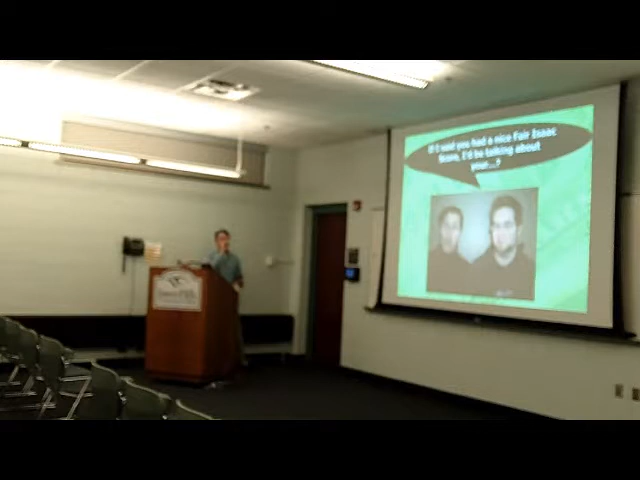 If I said you had a nice Fair Isaac
Score, I'd be talking about
your...?